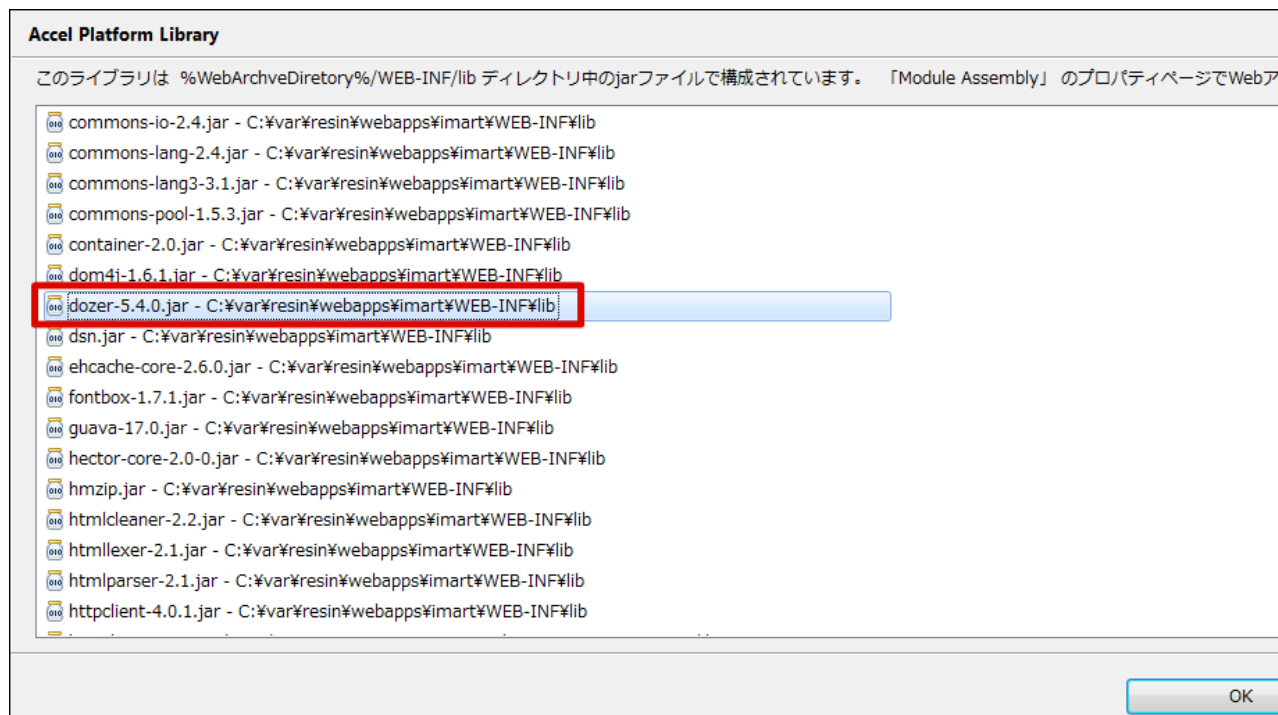 Accel Platform Library
このライブラリは %WebArchveDiretory%/WEB-INF/lib ディレクトリ中のjarファイルで構成されています。 「Module Assembly」 のプロパティページでWebア
commons-io-2.4.jar - C:¥var¥resin¥webapps¥imart¥WEB-INF¥lib
commons-lang-2.4.jar - C:¥var¥resin¥webapps¥imart¥WEB-INF¥lib
commons-lang3-3.1.jar - C:¥var¥resin¥webapps¥imart¥WEB-INF¥lib
commons-pool-1.5.3.jar - C:¥var¥resin¥webapps¥imart¥WEB-INF¥lib
container-2.0.jar - C:¥var¥resin¥webapps¥imart¥WEB-INF¥lib
dom4j-1.6.1.jar - C:¥var¥resin¥webapps¥imart¥WEB-INF¥lib
dozer-5.4.0.jar - C:¥var¥resin¥webapps¥imart¥WEB-INF¥lib
dsn.jar - C:¥var¥resin¥webapps¥imart¥WEB-INF¥lib
ehcache-core-2.6.0.jar - C:¥var¥resin¥webapps¥imart¥WEB-INF¥lib
fontbox-1.7.1.jar - C:¥var¥resin¥webapps¥imart¥WEB-INF¥lib
guava-17.0.jar - C:¥var¥resin¥webapps¥imart¥WEB-INF¥lib
hector-core-2.0-0.jar - C:¥var¥resin¥webapps¥imart¥WEB-INF¥lib
hmzip.jar - C:¥var¥resin¥webapps¥imart¥WEB-INF¥lib
htmlcleaner-2.2.jar - C:¥var¥resin¥webapps¥imart¥WEB-INF¥lib
htmllexer-2.1.jar - C:¥var¥resin¥webapps¥imart¥WEB-INF¥lib
htmlparser-2.1.jar - C:¥var¥resin¥webapps¥imart¥WEB-INF¥lib
httpclient-4.0.1.jar - C:¥var¥resin¥webapps¥imart¥WEB-INF¥lib
OK